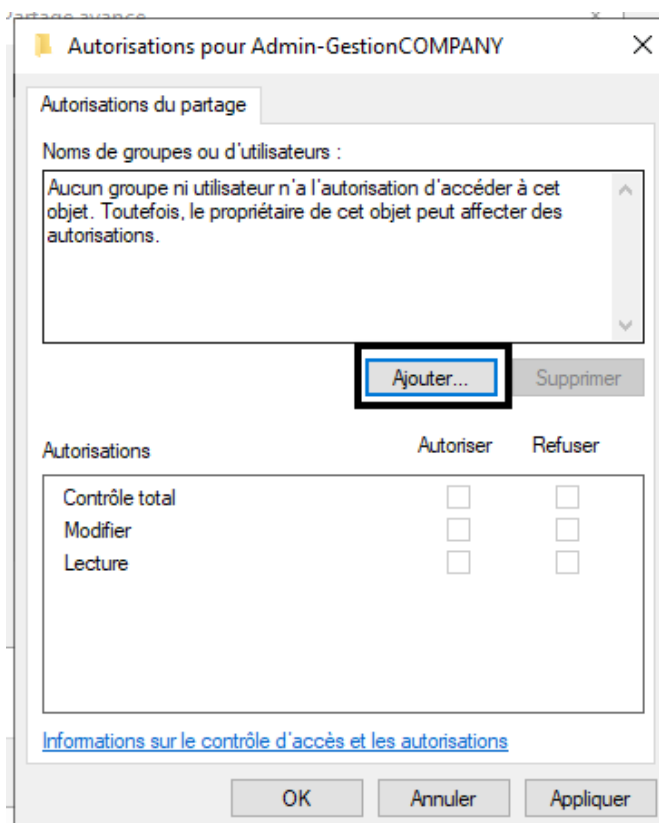 Partage avancé
Autorisations pour Admin-GestionCOMPANY
Autorisations du partage
Noms de groupes ou d'utilisateurs :
Aucun groupe ni utilisateur n'a l'autorisation d'accéder à cet
objet. Toutefois, le propriétaire de cet objet peut affecter des
autorisations.
Ajouter... Supprimer
Autorisations Autoriser Refuser
Contrôle total
Modifier
Lecture
Informations sur le contrôle d'accès et les autorisations
OK Annuler Appliquer